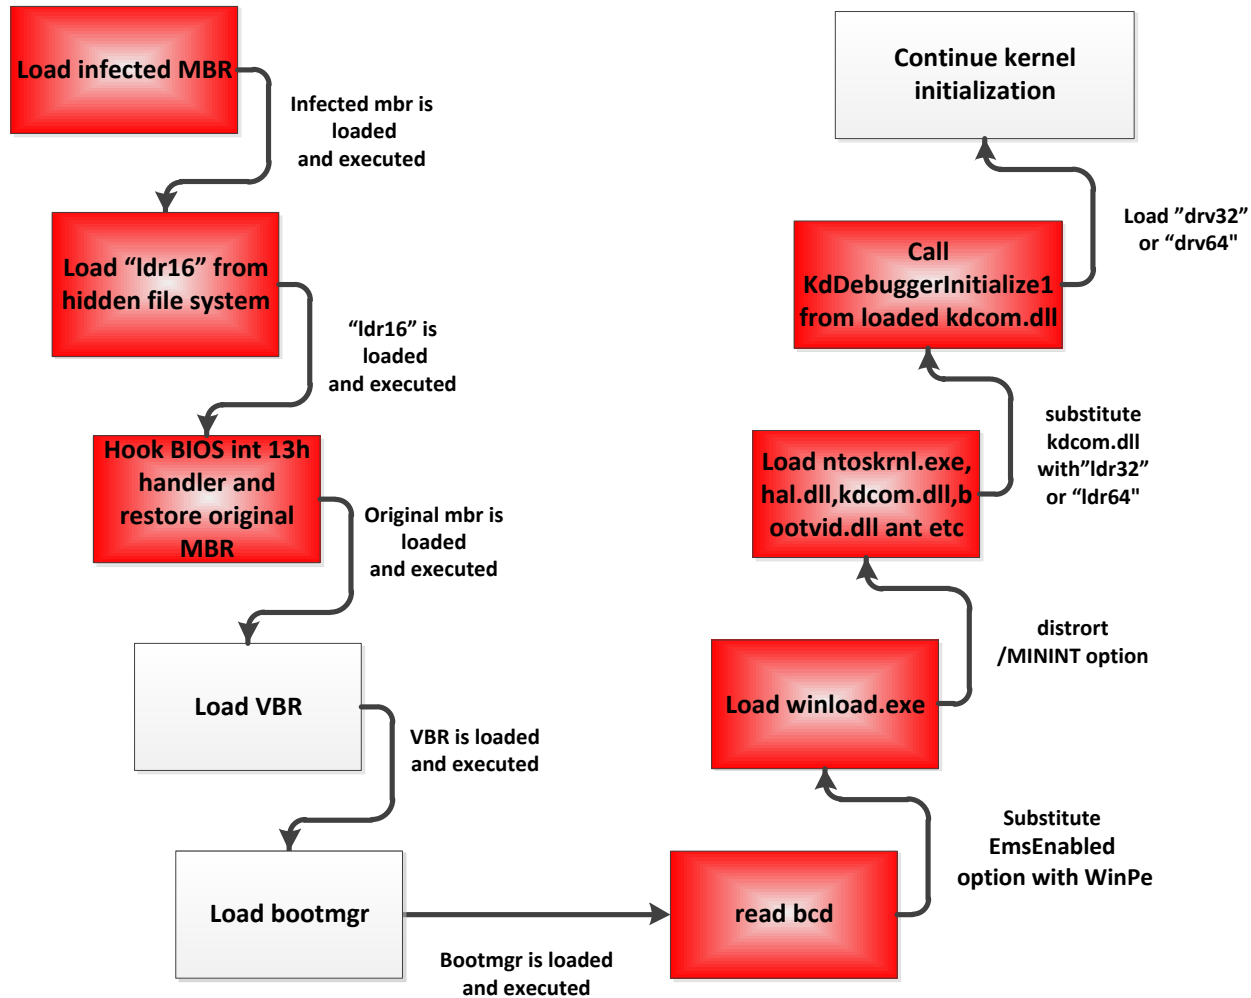 Load infected MBR
Infected mbr is
loaded
and executed
Load “ldr16” from
hidden file system
“ldr16” is
loaded
and executed
Hook BIOS int 13h
handler and
restore original
MBR
Original mbr is
loaded
and executed
Load VBR
VBR is loaded
and executed
Load bootmgr
Bootmgr is loaded
and executed
read bcd
Substitute
EmsEnabled
option with WinPe
Load winload.exe
distrort
/MININT option
Load ntoskrnl.exe,
hal.dll,kdcom.dll,b
ootvid.dll ant etc
substitute
kdcom.dll
with”ldr32”
or “ldr64"
Call
KdDebuggerInitialize1
from loaded kdcom.dll
Load ”drv32”
or “drv64"
Continue kernel
initialization